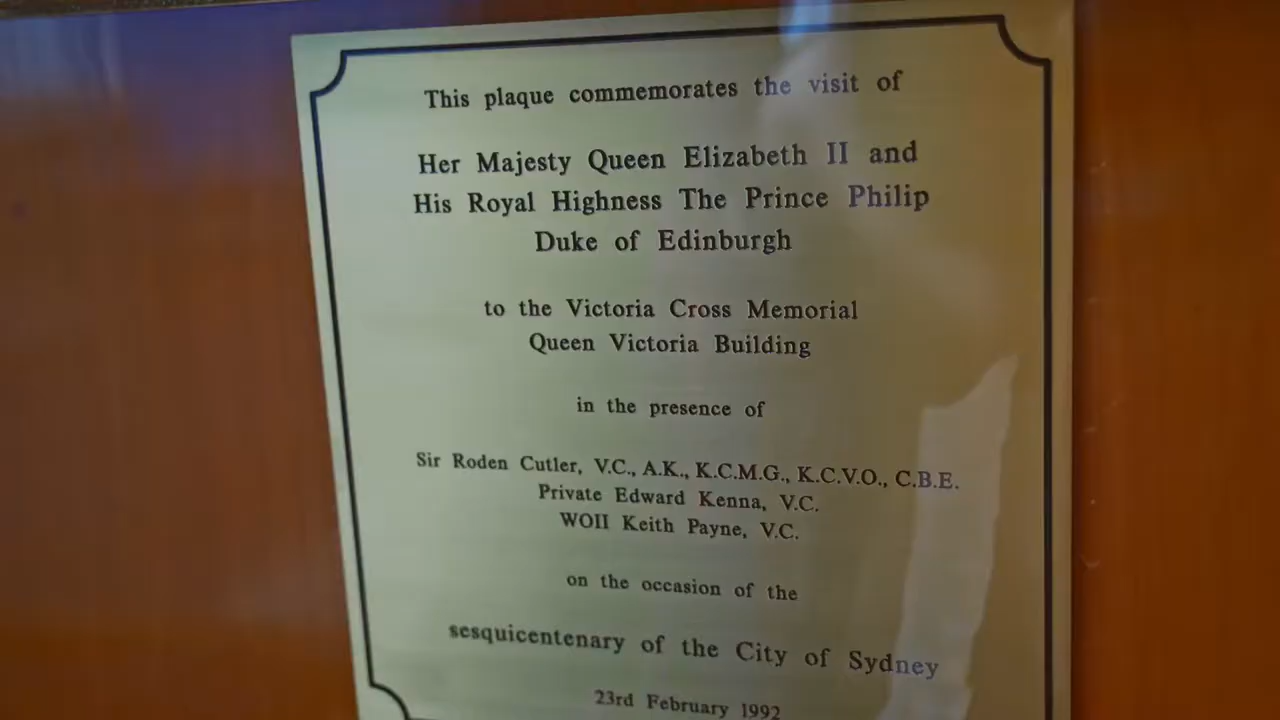 This plaque commemorates the visit of
Her Majesty Queen Elizabeth II and
His Royal Highness The Prince Philip
Duke of Edinburgh
to the Victoria Cross Memorial
Queen Victoria Building
in the presence of
Sir Roden Cutler, V.C., A.K., K.C.M.G., K.C.V.O., C.B.E.
Private Edward Kenna, V.C.
WOII Keith Payne, V.C.
on the occasion of the
sesquicentenary of the City of Sydney
23rd February 1992